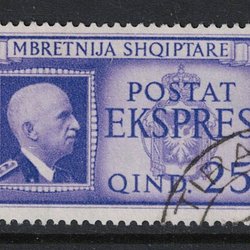 MBRETNIJA SHQIPTARE
POSTAT
EKSPRES
QIND. 25